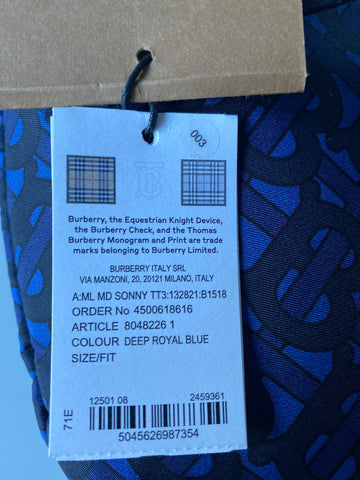 003
Burberry, the Equestrian Knight Device,
the Burberry Check, and the Thomas
Burberry Monogram and Print are trade
marks belonging to Burberry Limited.
BURBERRY ITALY SRL
VIA MANZONI, 20, 20121 MILANO, ITALY
A:ML MD SONNY TT3:132821:B1518
ORDER No 4500618616
ARTICLE 8048226 1
COLOUR DEEP ROYAL BLUE
SIZE/FIT
71E
12501 08 2459361
5045626987354